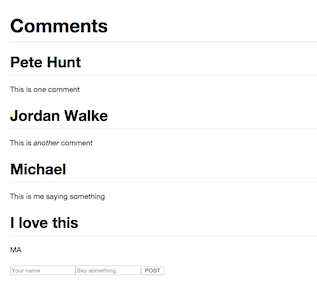 Comments
Pete Hunt
This is one comment
Jordan Walke
This is another comment
Michael
This is me saying something
I love this
MA
Your name Say something POST